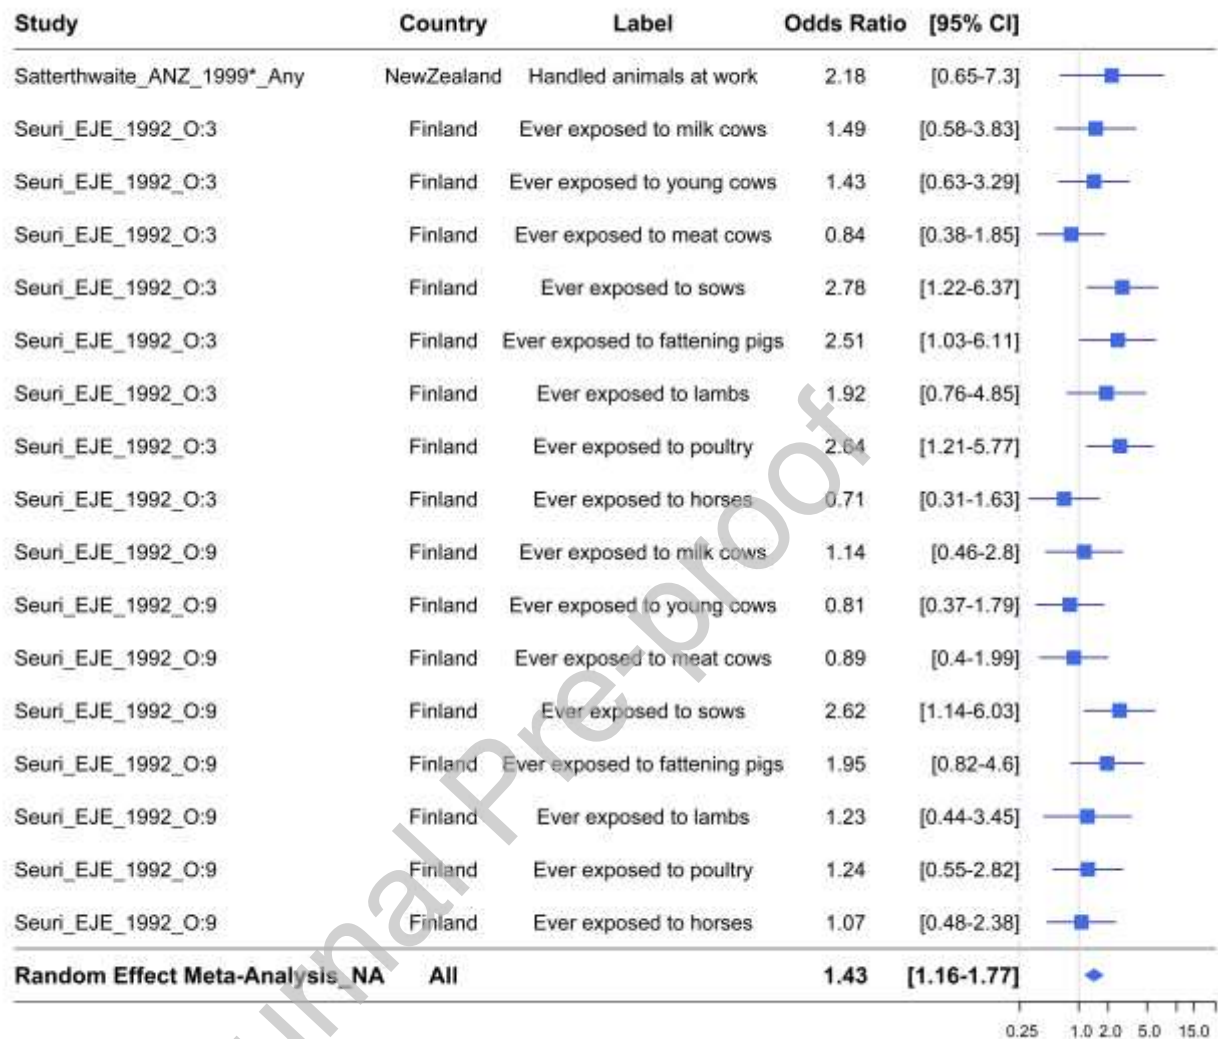 Study Country Label Odds Ratio [95% CI]
Satterthwaite_ANZ_1999*_Any NewZealand Handled animals at work 2.18 [0.65-7.3]
Seuri_EJE_1992_O:3 Finland Ever exposed to milk cows 1.49 [0.58-3.83]
Seuri_EJE_1992_O:3 Finland Ever exposed to young cows 1.43 [0.63-3.29]
Seuri_EJE_1992_O:3 Finland Ever exposed to meat cows 0.84 [0.38-1.85]
Seuri_EJE_1992_O:3 Finland Ever exposed to sows 2.78 [1.22-6.37]
Seuri_EJE_1992_O:3 Finland Ever exposed to fattening pigs 2.51 [1.03-6.11]
Seuri_EJE_1992_O:3 Finland Ever exposed to lambs 1.92 [0.76-4.85]
Seuri_EJE_1992_O:3 Finland Ever exposed to poultry 2.64 [1.21-5.77]
Seuri_EJE_1992_O:3 Finland Ever exposed to horses 0.71 [0.31-1.63]
Seuri_EJE_1992_O:9 Finland Ever exposed to milk cows 1.14 [0.46-2.8]
Seuri_EJE_1992_O:9 Finland Ever exposed to young cows 0.81 [0.37-1.79]
Seuri_EJE_1992_O:9 Finland Ever exposed to meat cows 0.89 [0.4-1.99]
Seuri_EJE_1992_O:9 Finland Ever exposed to sows 2.62 [1.14-6.03]
Seuri_EJE_1992_O:9 Finland Ever exposed to fattening pigs 1.95 [0.82-4.6]
Seuri_EJE_1992_O:9 Finland Ever exposed to lambs 1.23 [0.44-3.45]
Seuri_EJE_1992_O:9 Finland Ever exposed to poultry 1.24 [0.55-2.82]
Seuri_EJE_1992_O:9 Finland Ever exposed to horses 1.07 [0.48-2.38]
Random Effect Meta-Analysis_NA All 1.43 [1.16-1.77]
0.25 1.0 2.0 5.0 15.0
urnal Pre-proof